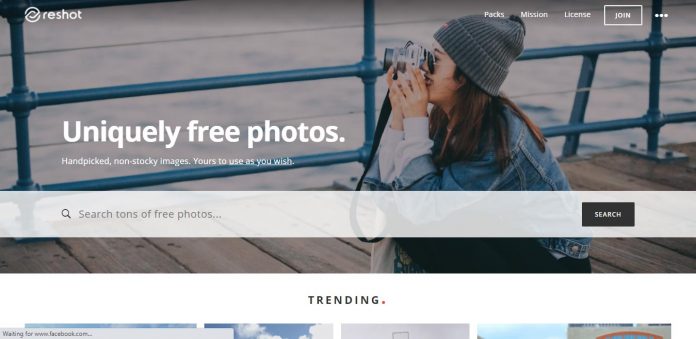 reshot
Packs
Mission
License
JOIN
Uniquely free photos.
Handpicked, non-stocky images. Yours to use as you wish.
Search tons of free photos...
SEARCH
TRENDING.
Waiting for www.facebook.com...